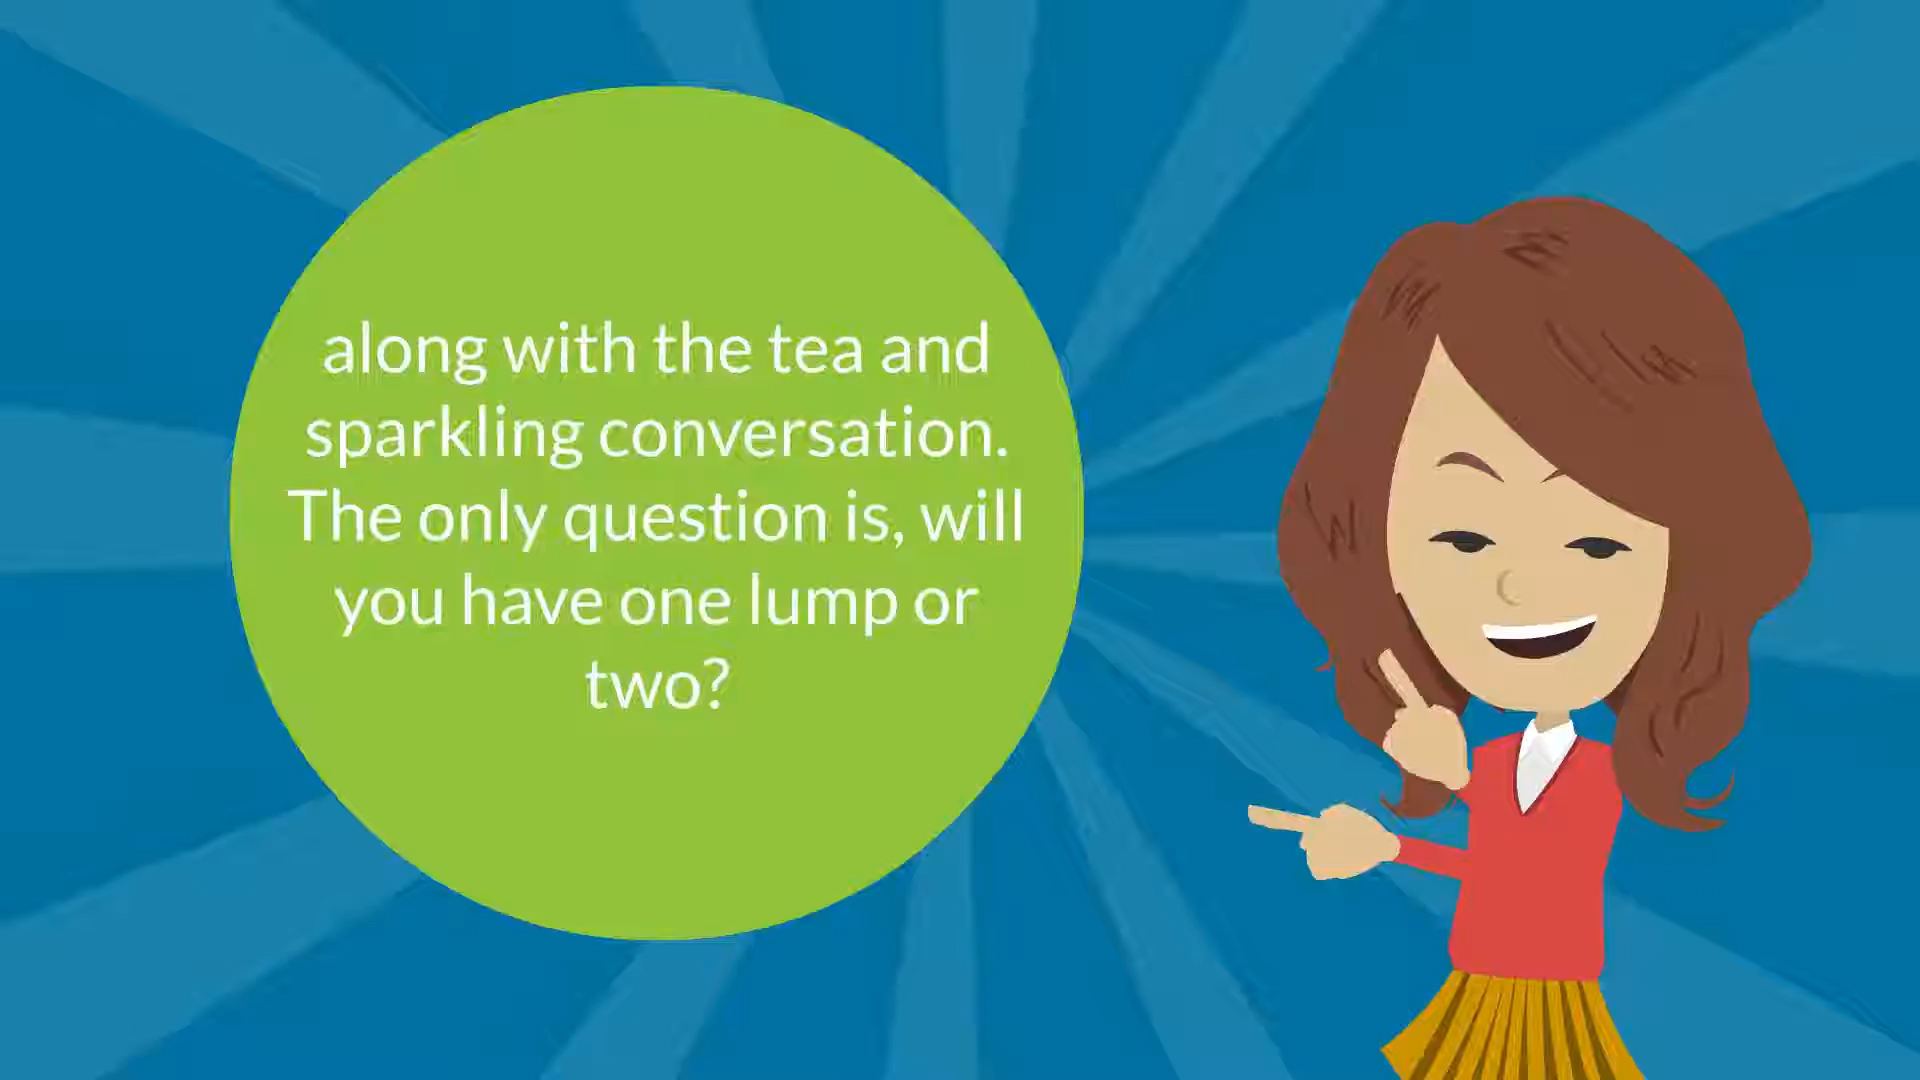 along with the tea and
sparkling conversation.
The only question is, will
you have one lump or
two?